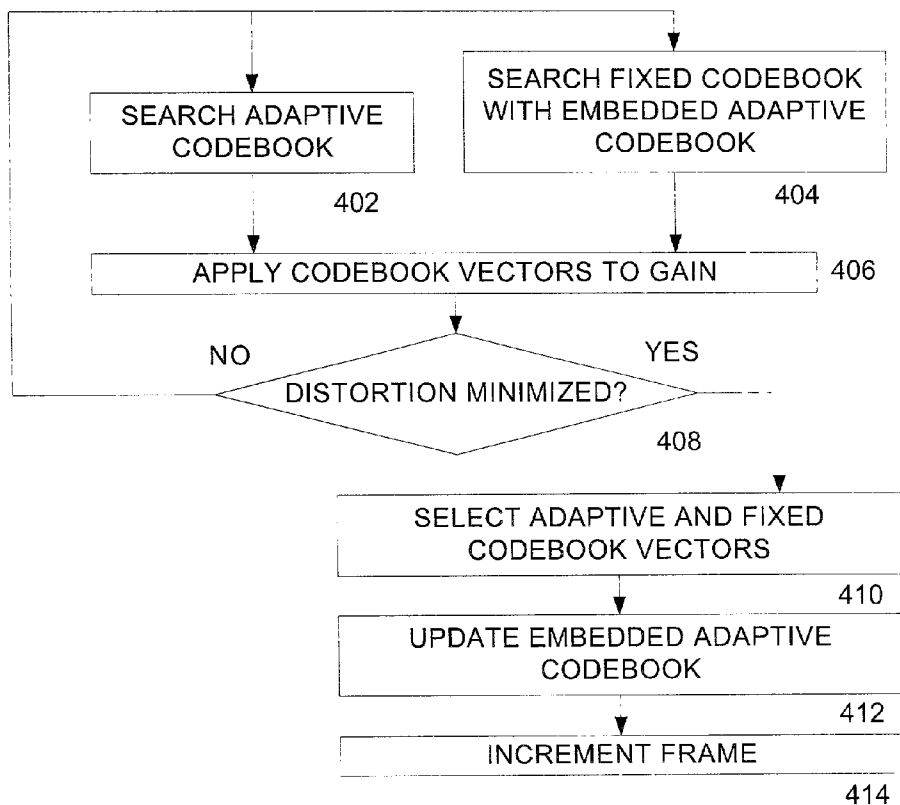 SEARCH ADAPTIVE
CODEBOOK
402
SEARCH FIXED CODEBOOK
WITH EMBEDDED ADAPTIVE
CODEBOOK
404
APPLY CODEBOOK VECTORS TO GAIN
406
NO
YES
DISTORTION MINIMIZED?
408
SELECT ADAPTIVE AND FIXED
CODEBOOK VECTORS
410
UPDATE EMBEDDED ADAPTIVE
CODEBOOK
412
INCREMENT FRAME
414